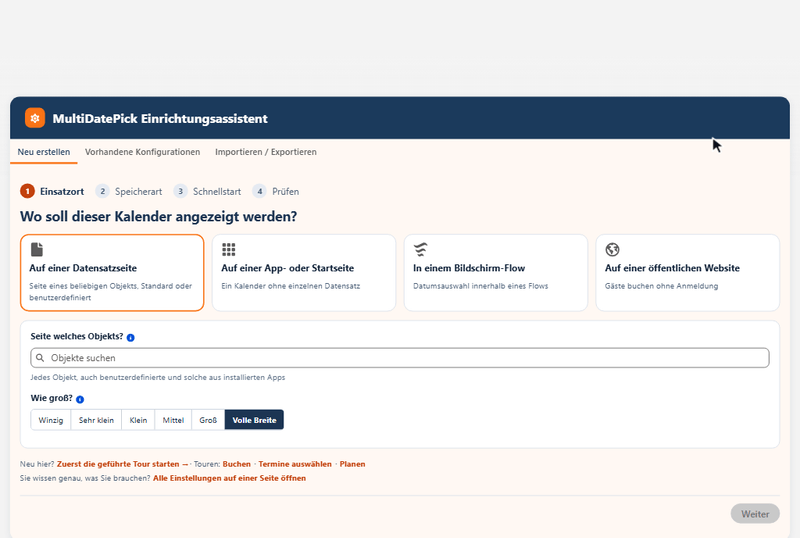 MultiDatePick Einrichtungsassistent
Neu erstellen Vorhandene Konfigurationen Importieren / Exportieren
1 Einsatzort 2 Speicherart 3 Schnellstart 4 Prüfen
Wo soll dieser Kalender angezeigt werden?
Auf einer Datensatzseite
Seite eines beliebigen Objekts, Standard oder
benutzerdefiniert
Auf einer App- oder Startseite
Ein Kalender ohne einzelnen Datensatz
In einem Bildschirm-Flow
Datumsauswahl innerhalb eines Flows
Auf einer öffentlichen Website
Gäste buchen ohne Anmeldung
Seite welches Objekts? i
Objekte suchen
Jedes Objekt, auch benutzerdefinierte und solche aus installierten Apps
Wie groß? i
Winzig Sehr klein Klein Mittel Groß Volle Breite
Neu hier? Zuerst die geführte Tour starten — · Touren: Buchen · Termine auswählen · Planen
Sie wissen genau, was Sie brauchen? Alle Einstellungen auf einer Seite öffnen
Weiter